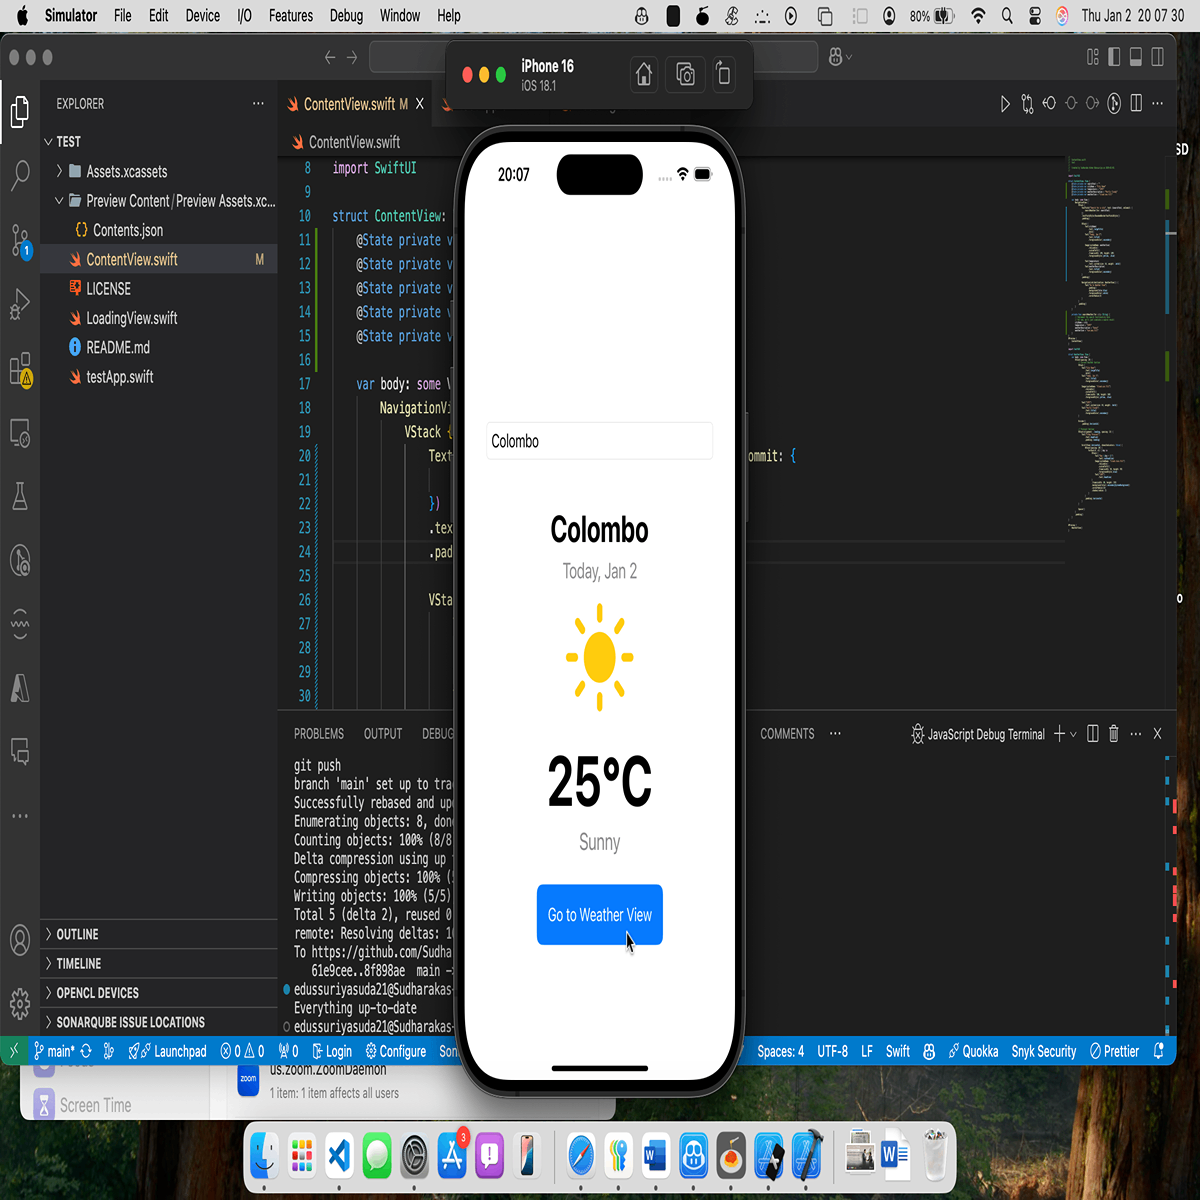 Simulator File Edit Device I/O Features Debug Window Help 80% Thu Jan 2 20 07 30
iPhone 16
iOS 18.1
EXPLORER
TEST
Assets.xcassets
Preview Content/Preview Assets.xc...
Contents.json
ContentView.swift M
LICENSE
LoadingView.swift
README.md
testApp.swift
OUTLINE
TIMELINE
OPENCL DEVICES
SONARQUBE ISSUE LOCATIONS
1
ContentView.swift M
ContentView.swift
8 import SwiftUI
9
10 struct ContentView:
11 @State private v
12 @State private v
13 @State private v
14 @State private v
15 @State private v
16
17 var body: some
18 NavigationVi
19 VStack {
20 Text ommit: {
21
22 })
23 .tex
24 .pad
25
26 VSta
27
28
29
30
SD
20:07
Colombo
Colombo
Today, Jan 2
25°C
Sunny
Go to Weather View
PROBLEMS OUTPUT DEBUG COMMENTS ... JavaScript Debug Terminal
git push
branch 'main' set up to tra
Successfully rebased and upd
Enumerating objects: 8, don
Counting objects: 100% (8/8
Delta compression using up
Compressing objects: 100% (5
Writing objects: 100% (5/5)
Total 5 (delta 2), reused 0
remote: Resolving deltas: 10
To https://github.com/Sudha
61e9cee..8f898ae main -
edussuriyasuda21@Sudharakas-
Everything up-to-date
edussuriyasuda21@Sudharakas-
main* Launchpad 0 0 0 Login Configure Son Spaces: 4 UTF-8 LF Swift Quokka Snyk Security Prettier
Screen Time
zoom
us.zoom.ZoomDaemon
1 item: 1 item affects all users
3